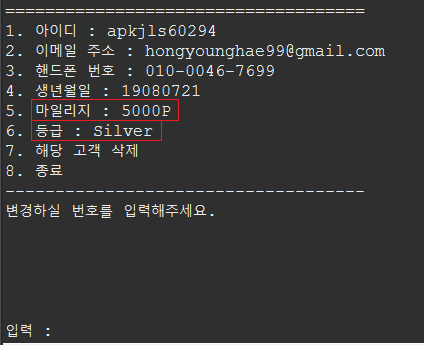 ====================================
1. 아이디 : apkjls60294
2. 이메일 주소 : hongyounghae99@gmail.com
3. 핸드폰 번호 : 010-0046-7699
4. 생년월일 : 19080721
5. 마일리지 : 5000P
6. 등급 : Silver
7. 해당 고객 삭제
8. 종료
------------------------------------
변경하실 번호를 입력해주세요.
입력 :